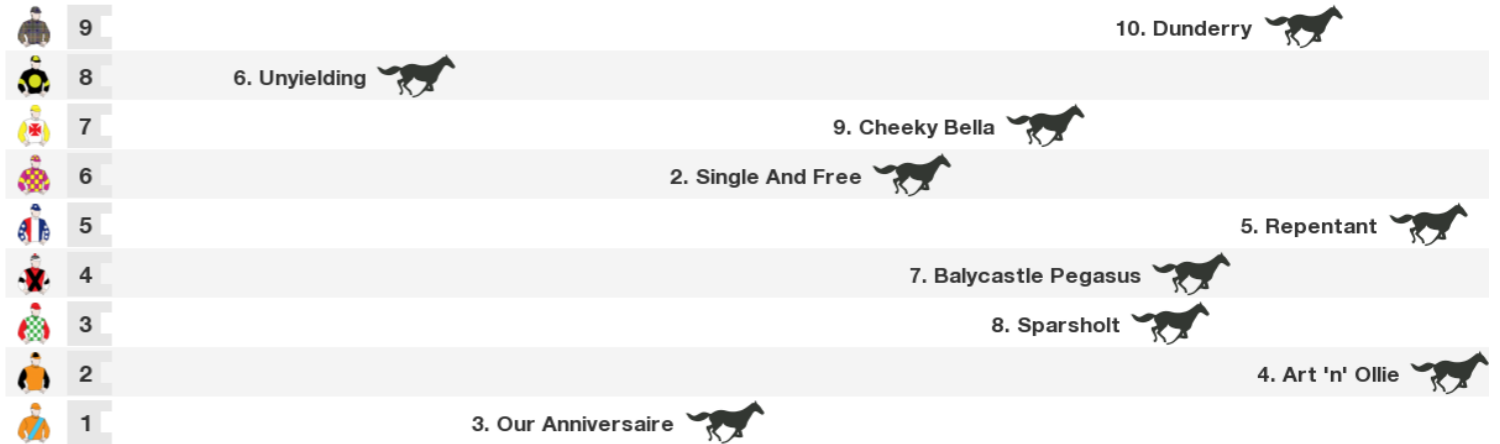 9 10. Dunderry
8 6. Unyielding
7 9. Cheeky Bella
6 2. Single And Free
5 5. Repentant
4 7. Balycastle Pegasus
3 8. Sparsholt
2 4. Art 'n' Ollie
1 3. Our Anniversaire